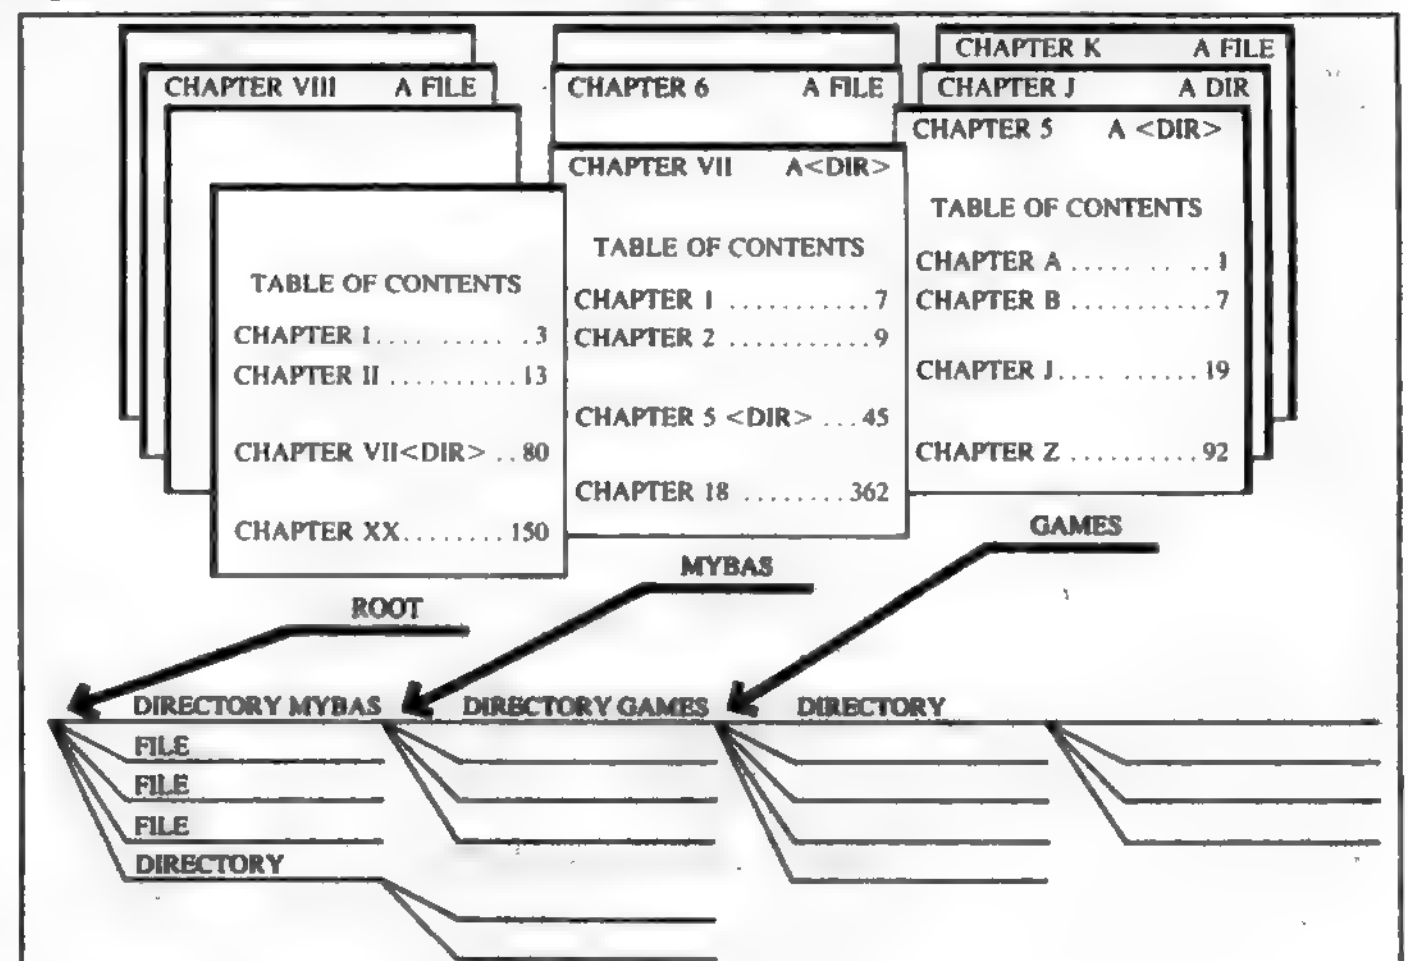 CHAPTER VIII A FILE
TABLE OF CONTENTS
CHAPTER I.... ...... .3
CHAPTER II ..........13
CHAPTER VII<DIR> ..80
CHAPTER XX........150
CHAPTER 6 A FILE
CHAPTER VII A<DIR>
TABLE OF CONTENTS
CHAPTER 1 ...........7
CHAPTER 2 ...........9
CHAPTER 5 <DIR> ...45
CHAPTER 18 ........362
CHAPTER K A FILE
CHAPTER J A DIR
CHAPTER 5 A <DIR>
TABLE OF CONTENTS
CHAPTER A ..... .. ..1
CHAPTER B ...........7
CHAPTER J.... ......19
CHAPTER Z ..........92
ROOT
MYBAS
GAMES
DIRECTORY MYBAS
DIRECTORY GAMES
DIRECTORY
FILE
FILE
FILE
DIRECTORY